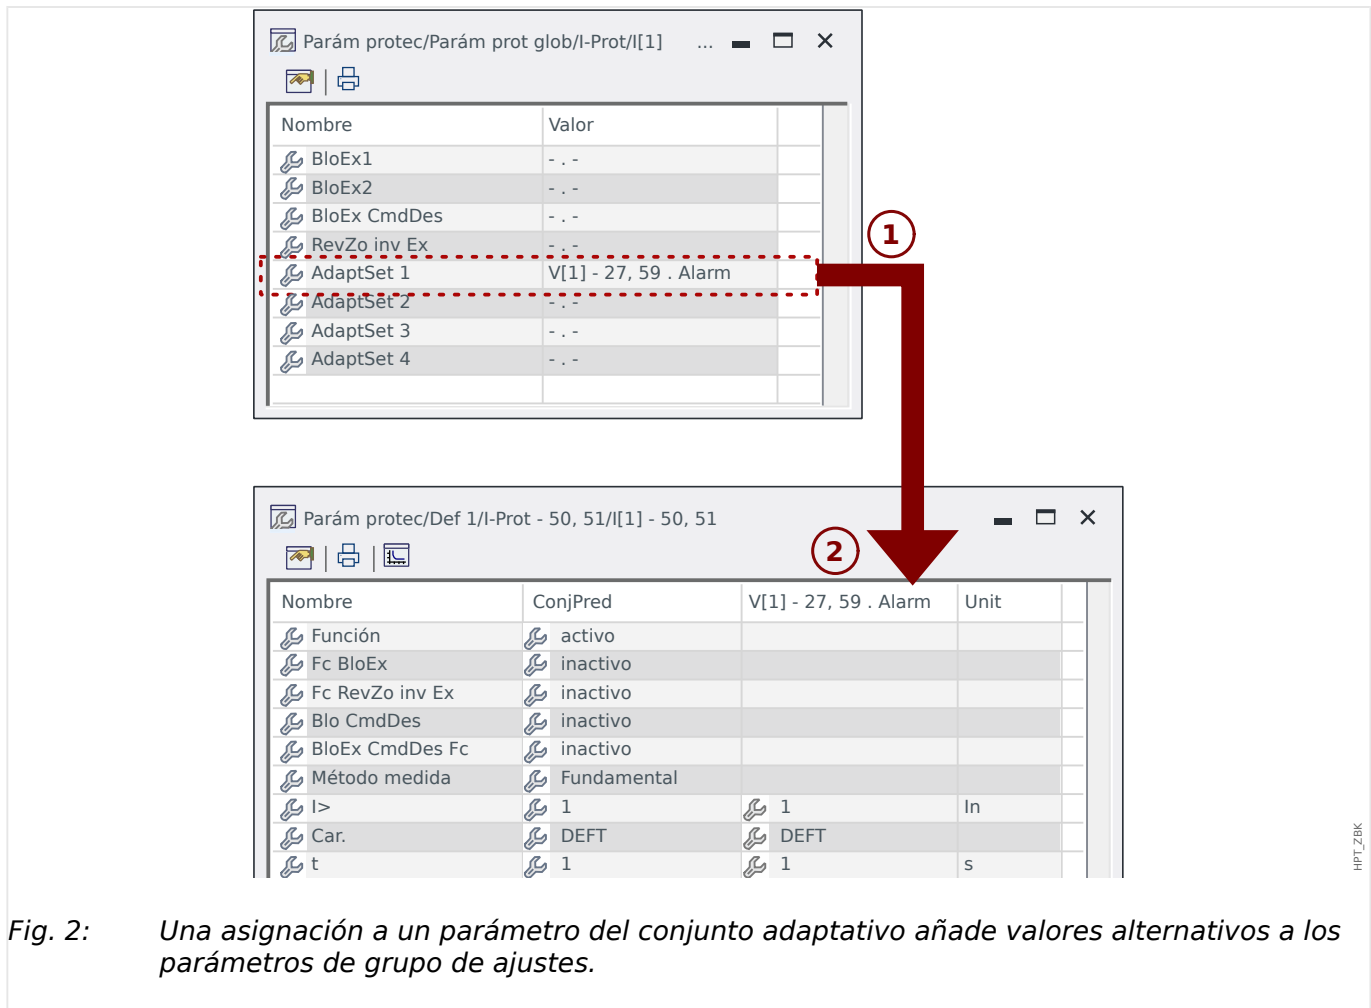 Parám protec/Parám prot glob/I-Prot/I[1] ...
Nombre Valor
BloEx1 - . -
BloEx2 - . -
BloEx CmdDes - . -
RevZo inv Ex - . -
AdaptSet 1 V[1] - 27, 59 . Alarm
AdaptSet 2 - . -
AdaptSet 3 - . -
AdaptSet 4 - . -
1
Parám protec/Def 1/I-Prot - 50, 51/I[1] - 50, 51
2
Nombre ConjPred V[1] - 27, 59 . Alarm Unit
Función activo
Fc BloEx inactivo
Fc RevZo inv Ex inactivo
Blo CmdDes inactivo
BloEx CmdDes Fc inactivo
Método medida Fundamental
I> 1 1 In
Car. DEFT DEFT
t 1 1 s
HPT_ZBK
Fig. 2: Una asignación a un parámetro del conjunto adaptativo añade valores alternativos a los
parámetros de grupo de ajustes.